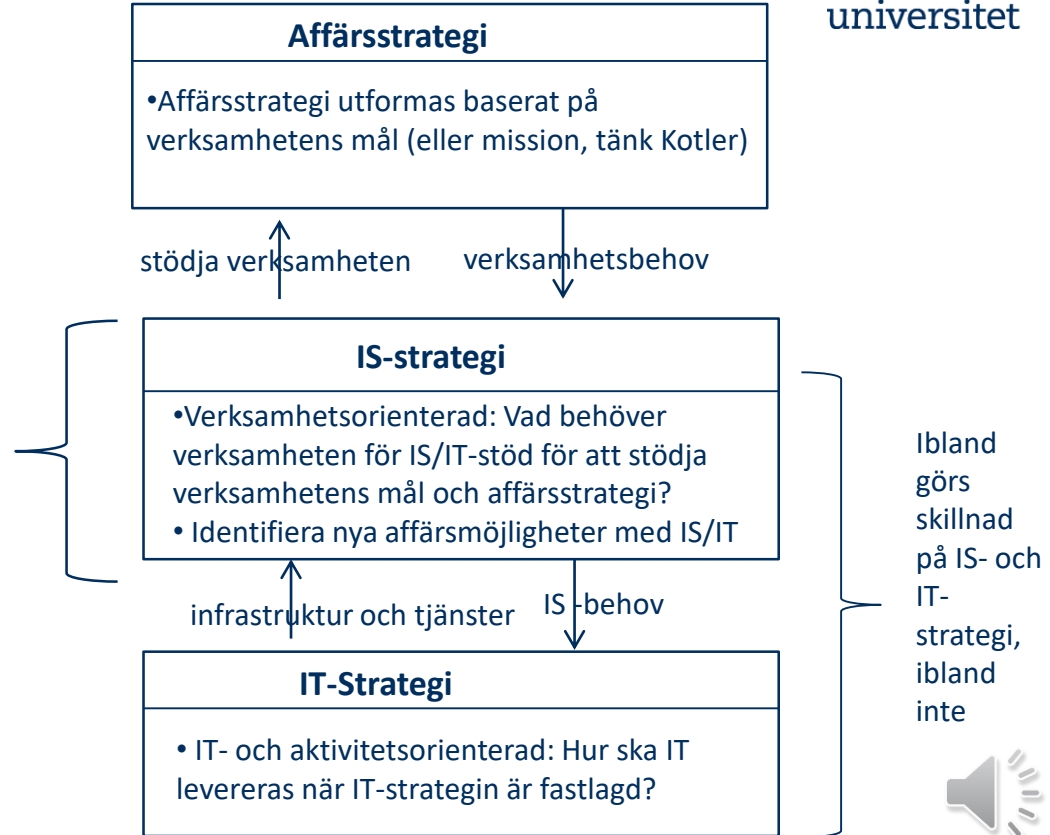 universitet
Affärsstrategi
•Affärsstrategi utformas baserat på
verksamhetens mål (eller mission, tänk Kotler)
stödja verksamheten
verksamhetsbehov
IS-strategi
•Verksamhetsorienterad: Vad behöver
verksamheten för IS/IT-stöd för att stödja
verksamhetens mål och affärsstrategi?
• Identifiera nya affärsmöjligheter med IS/IT
infrastruktur och tjänster
IS -behov
IT-Strategi
• IT- och aktivitetsorienterad: Hur ska IT
levereras när IT-strategin är fastlagd?
Ibland
görs
skillnad
på IS- och
IT-
strategi,
ibland
inte